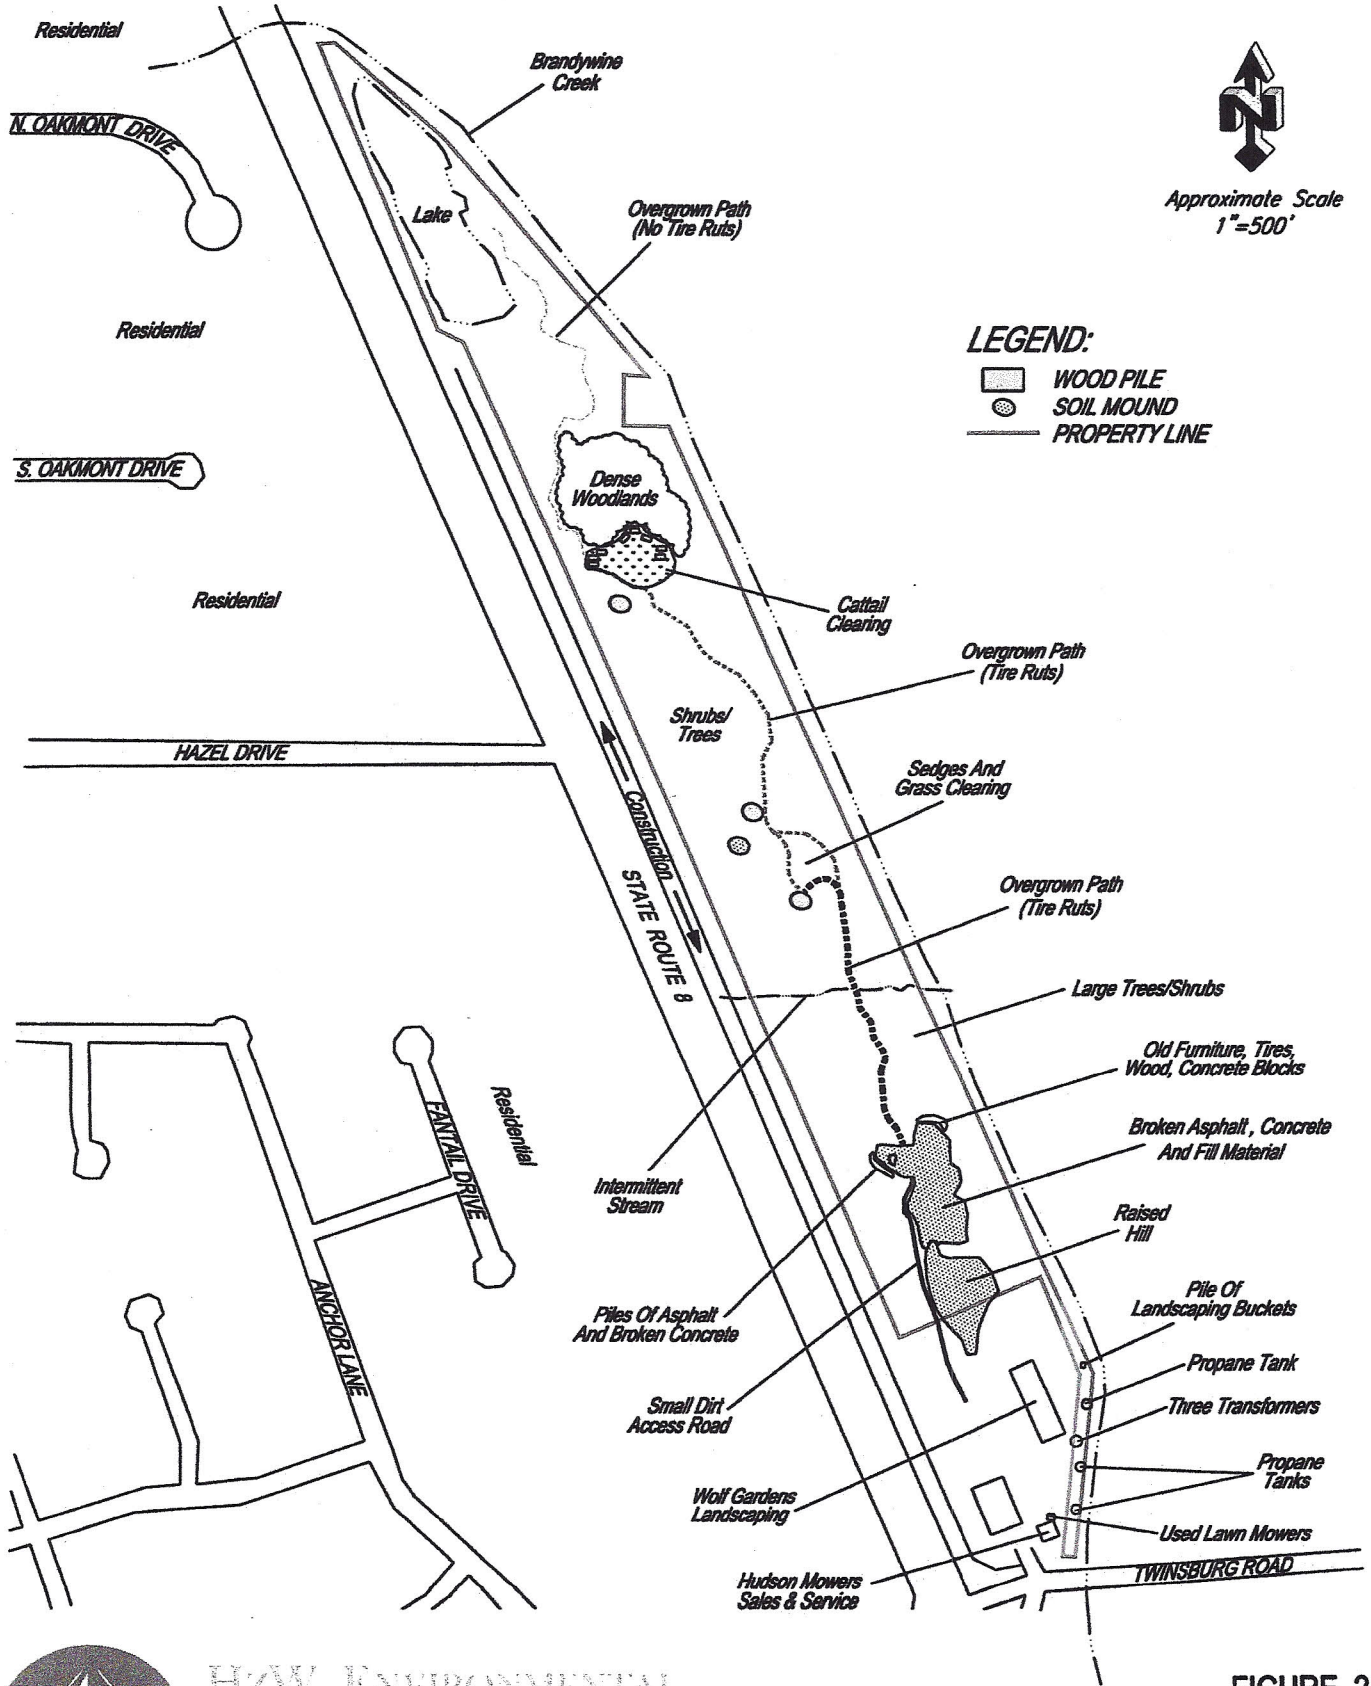 Residential
Brandywine
Creek
N. OAKMONT DRIVE
N
Approximate Scale
1"=500'
Lake
Overgrown Path
(No Tire Ruts)
Residential
LEGEND:
WOOD PILE
SOIL MOUND
PROPERTY LINE
S. OAKMONT DRIVE
Dense
Woodlands
Residential
Cattail
Clearing
Overgrown Path
(Tire Ruts)
Shrubs/
Trees
HAZEL DRIVE
Sedges And
Grass Clearing
Construction
STATE ROUTE 8
Overgrown Path
(Tire Ruts)
Large Trees/Shrubs
Old Furniture, Tires,
Wood, Concrete Blocks
FANTAIL DRIVE
Residential
Broken Asphalt, Concrete
And Fill Material
Intermittent
Stream
Raised
Hill
ANCHOR LANE
Piles Of Asphalt
And Broken Concrete
Pile Of
Landscaping Buckets
Propane Tank
Small Dirt
Access Road
Three Transformers
Propane
Tanks
Wolf Gardens
Landscaping
Used Lawn Mowers
TWINSBURG ROAD
Hudson Mowers
Sales & Service
H&W ENVIRONMENTAL
FIGURE 2